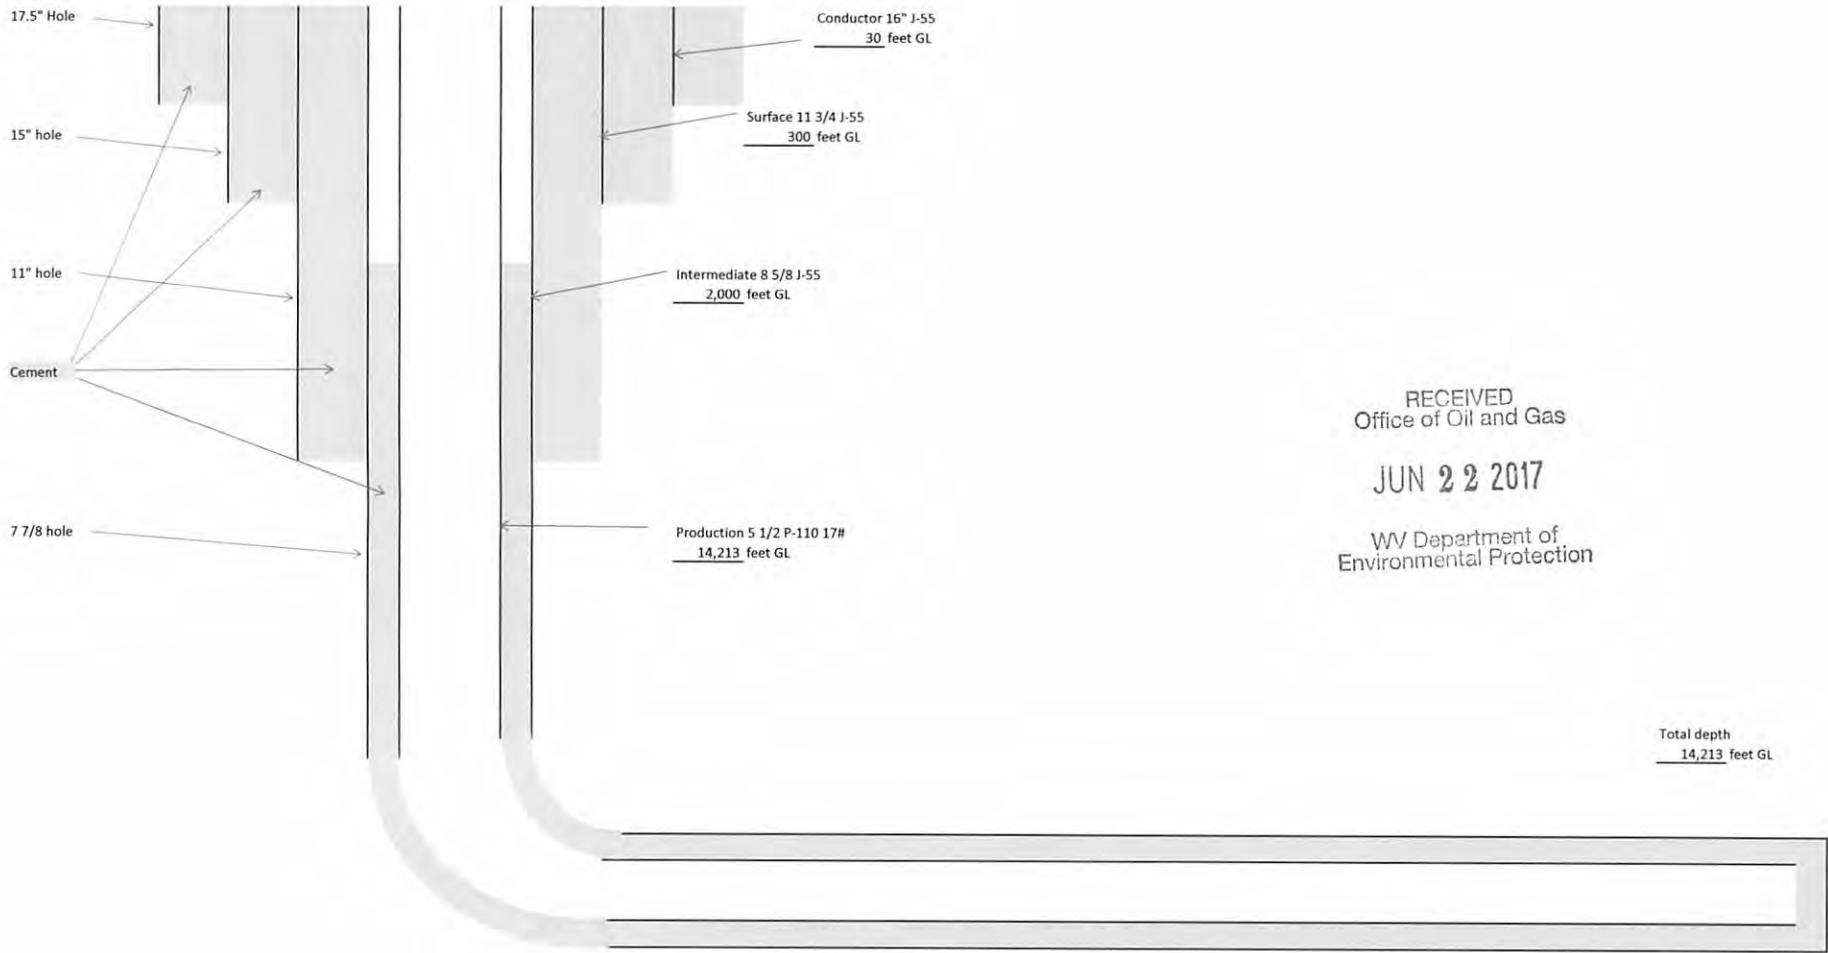 17.5" Hole
15" hole
11" hole
Cement
7 7/8 hole
Conductor 16" J-55
30 feet GL
Surface 11 3/4 J-55
300 feet GL
Intermediate 8 5/8 J-55
2,000 feet GL
Production 5 1/2 P-110 17#
14,213 feet GL
RECEIVED
Office of Oil and Gas
JUN 22 2017
WV Department of
Environmental Protection
Total depth
14,213 feet GL